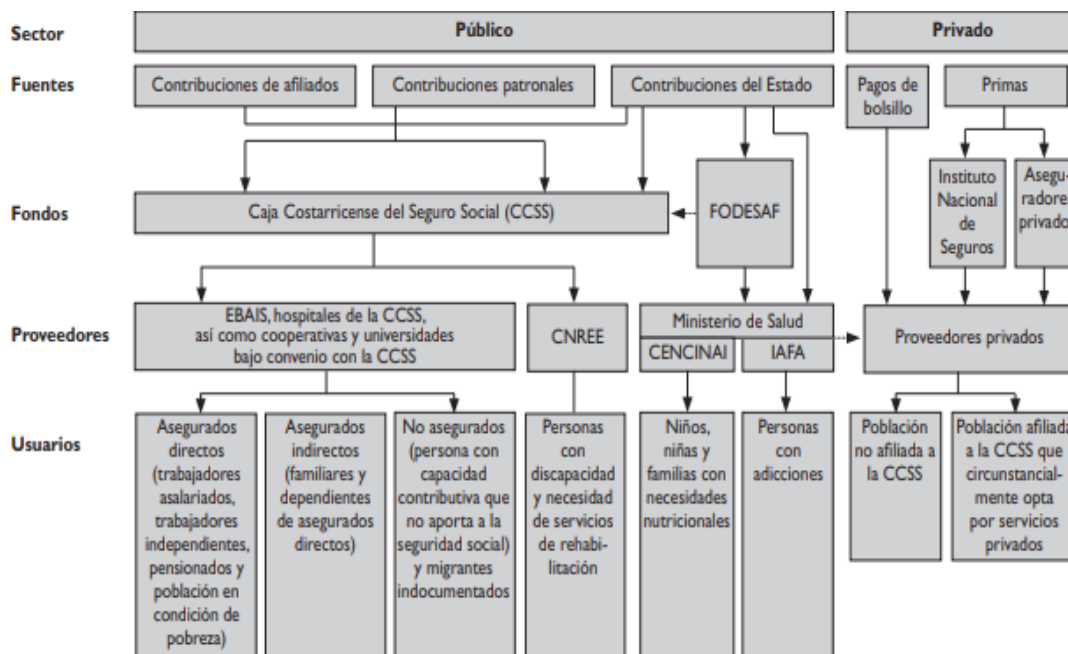 Sector
Público
Privado
Fuentes
Contribuciones de afiliados
Contribuciones patronales
Contribuciones del Estado
Pagos de
bolsillo
Primas
Fondos
Caja Costarricense del Seguro Social (CCSS)
FODESAF
Instituto
Nacional
de
Seguros
Asegu-
radores
privados
Proveedores
EBAIS, hospitales de la CCSS,
así como cooperativas y universidades
bajo convenio con la CCSS
CNREE
Ministerio de Salud
CENCINAI
IAFA
Proveedores privados
Usuarios
Asegurados
directos
(trabajadores
asalariados,
trabajadores
independientes,
pensionados y
población en
condición de
pobreza)
Asegurados
indirectos
(familiares y
dependientes
de asegurados
directos)
No asegurados
(persona con
capacidad
contributiva que
no aporta a la
seguridad social)
y migrantes
indocumentados
Personas
con
discapacidad
y necesidad
de servicios
de rehabi-
litación
Niños,
niñas y
familias con
necesidades
nutricionales
Personas
con
adicciones
Población
no afiliada a
la CCSS
Población afiliada
a la CCSS que
circunstancial-
mente opta
por servicios
privados